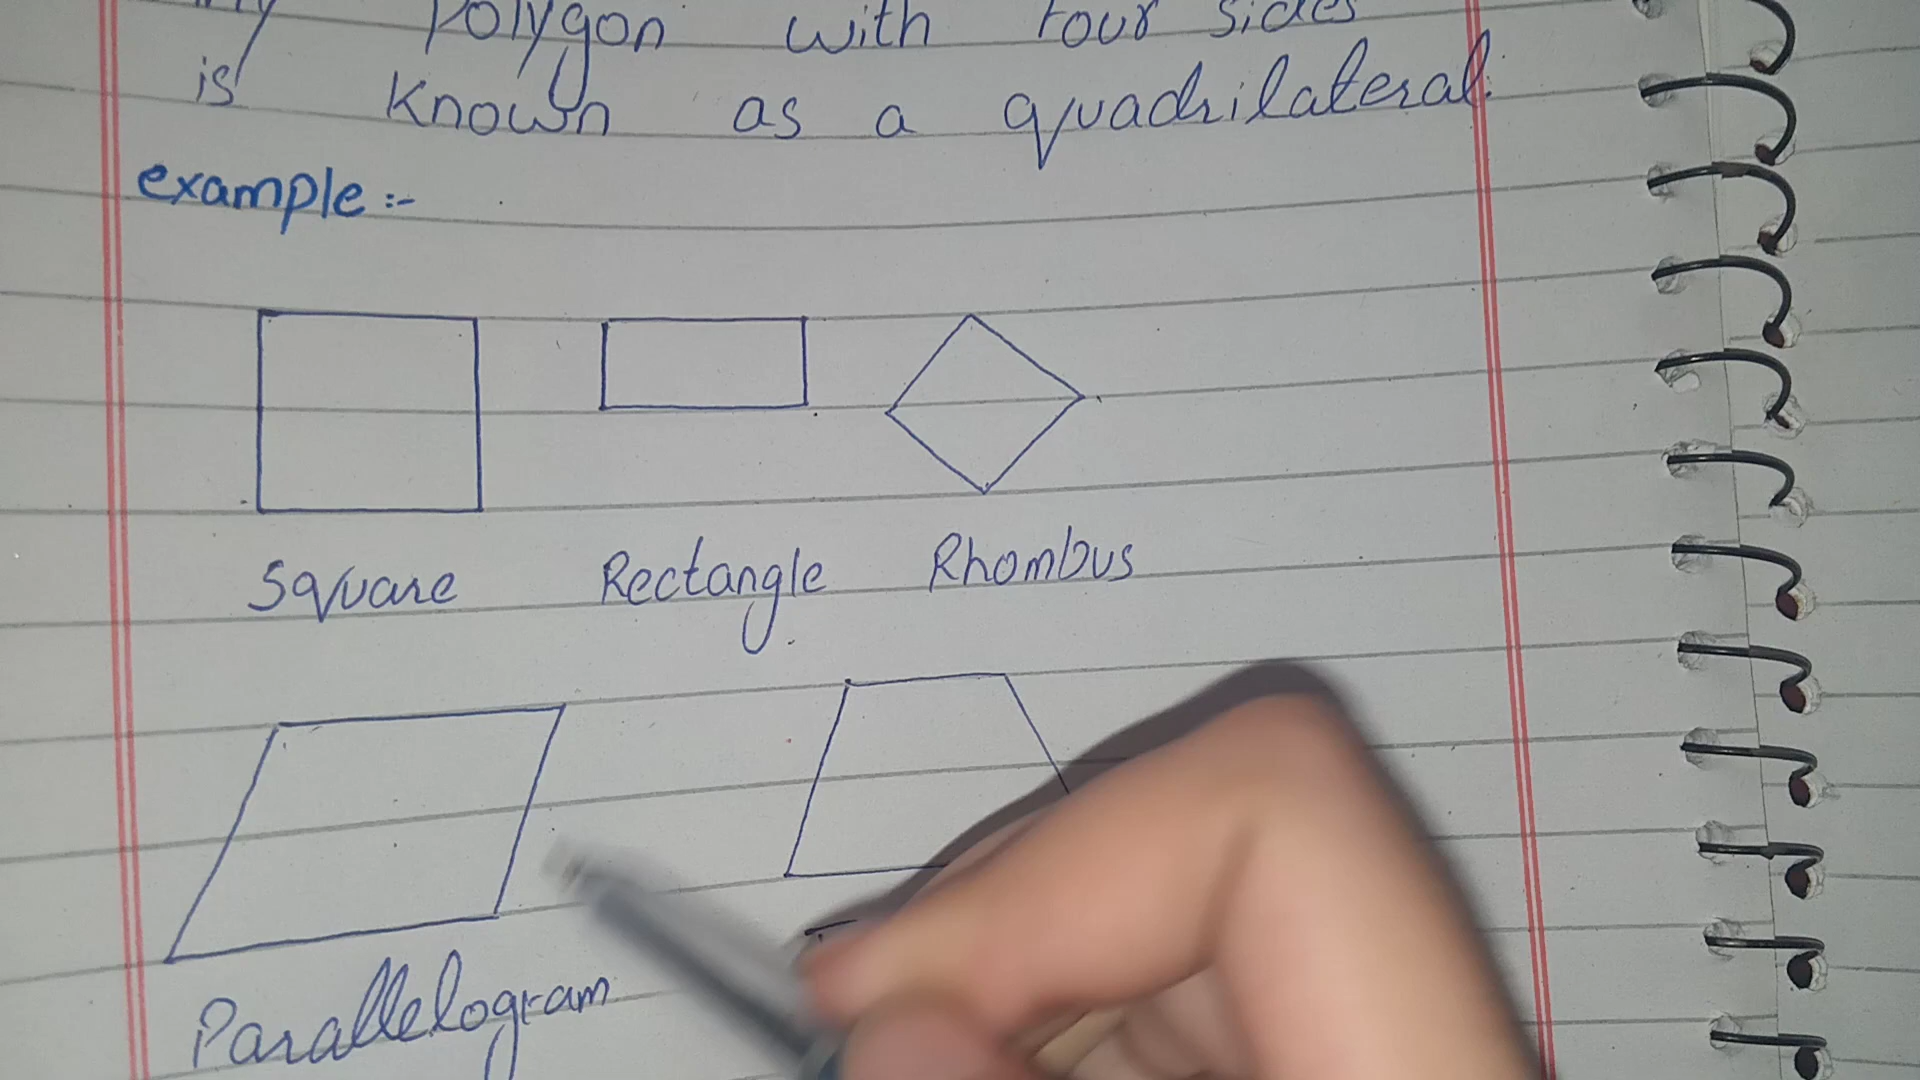 Polygon with four sides
is known as a quadrilateral.
example :-
Square Rectangle Rhombus
Parallelogram